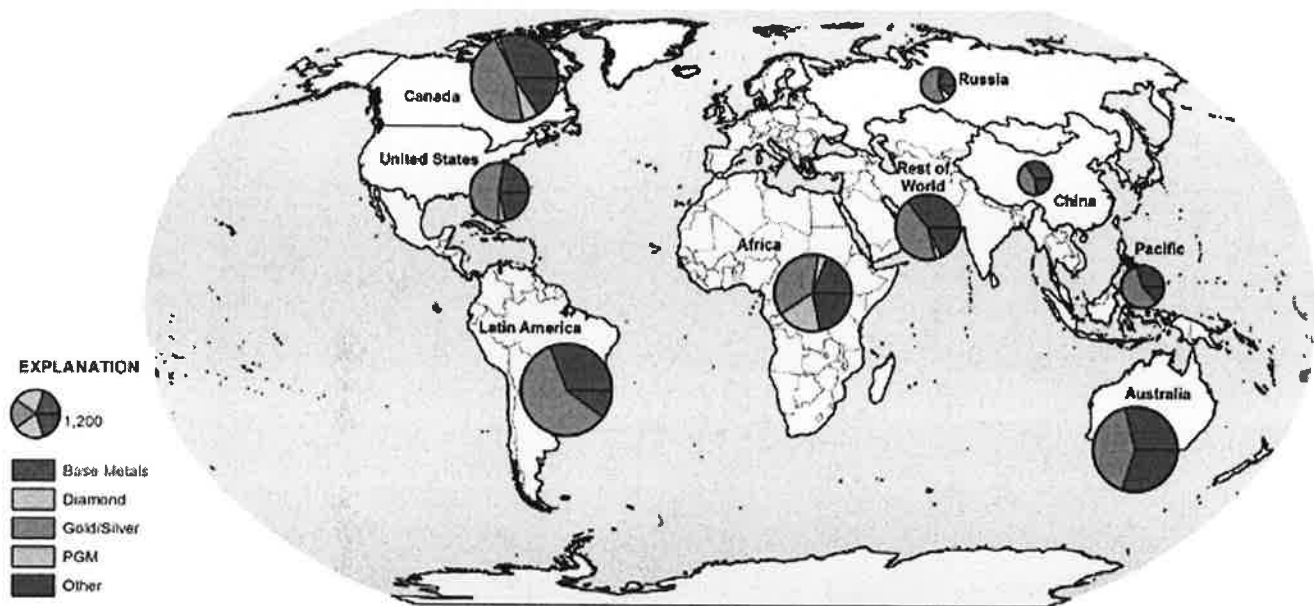 Canada
Russia
United States
Rest of
World
China
Africa
Pacific
Latin America
EXPLANATION
Australia
1,200
Base Metals
Diamond
Gold/Silver
PGM
Other